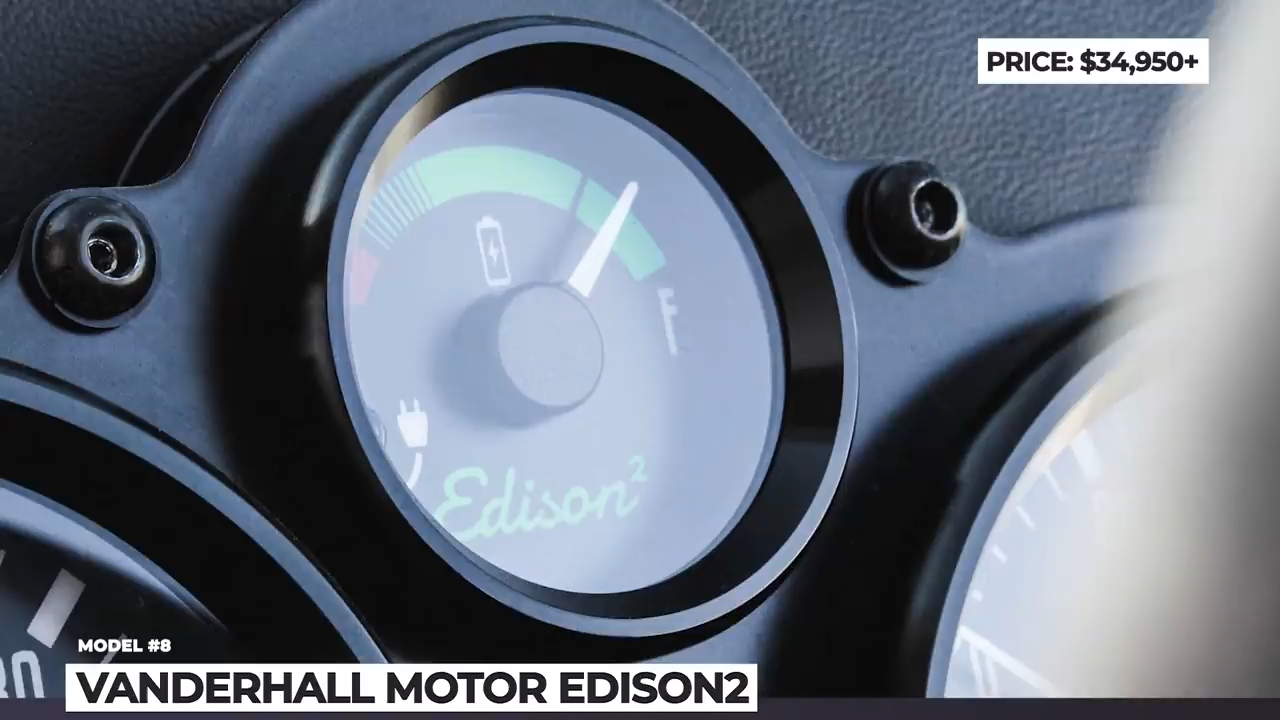 PRICE: $34,950+
F
Edison²
MODEL #8
VANDERHALL MOTOR EDISON2